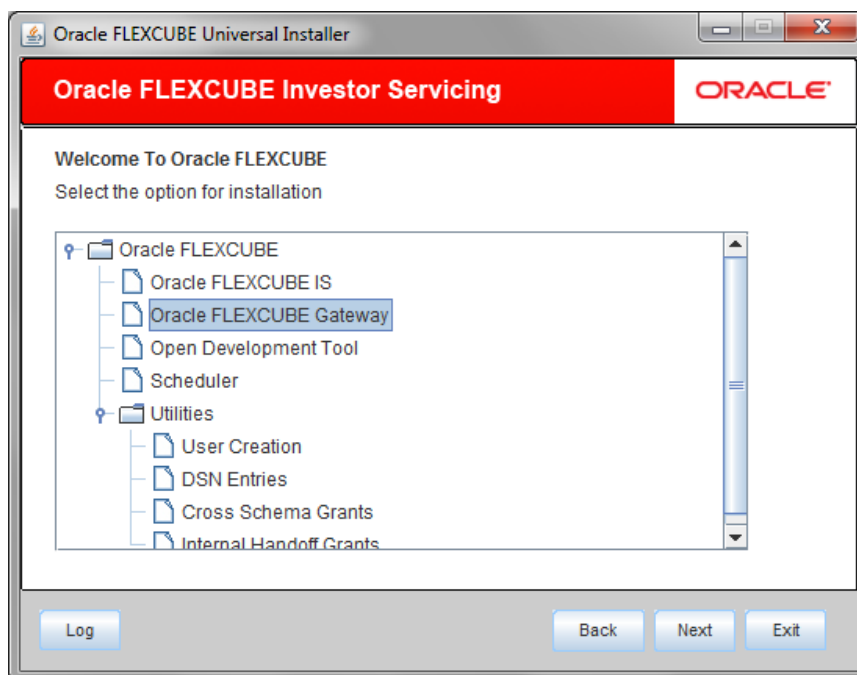 Oracle FLEXCUBE Universal Installer
Oracle FLEXCUBE Investor Servicing
ORACLE
Welcome To Oracle FLEXCUBE
Select the option for installation
Oracle FLEXCUBE
Oracle FLEXCUBE IS
Oracle FLEXCUBE Gateway
Open Development Tool
Scheduler
Utilities
User Creation
DSN Entries
Cross Schema Grants
Internal Handoff Grants
Log Back Next Exit